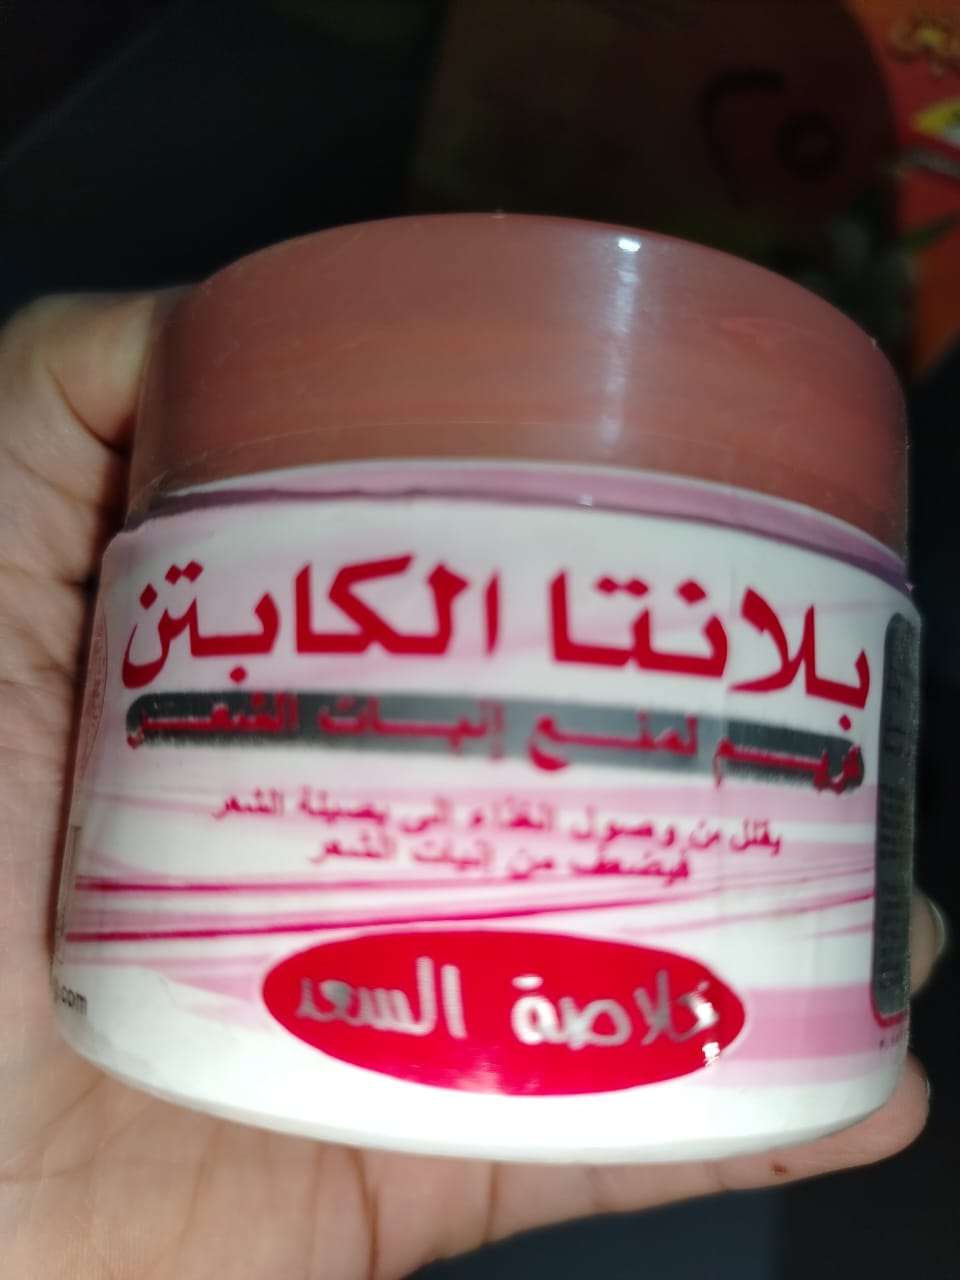 بلانتا الكابتن
كريم لمنع إنبات الشعر
يقلل من وصول الغذاء إلى بصيلة الشعر
فيضعف من إنبات الشعر
خلاصة السعد
.com